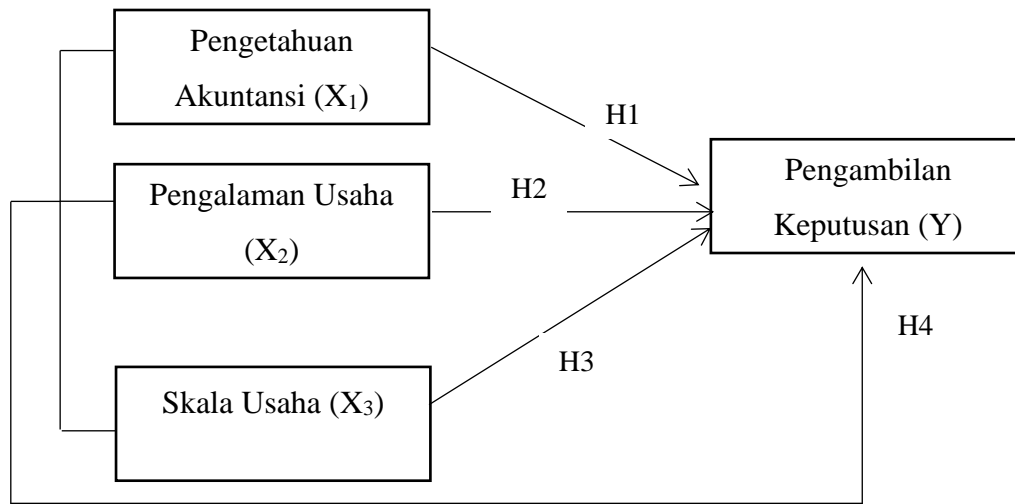 Pengetahuan
Akuntansi (X₁)
H1
Pengambilan
Keputusan (Y)
Pengalaman Usaha
(X₂)
H2
H4
H3
Skala Usaha (X₃)